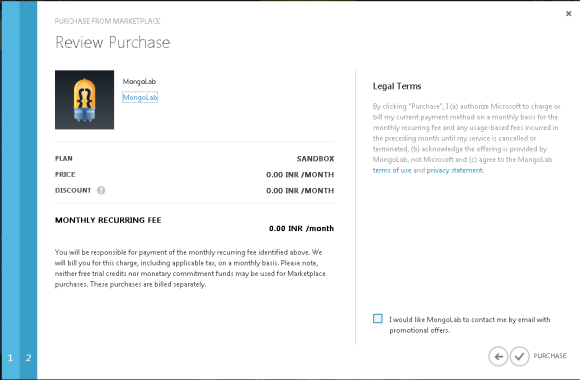 PURCHASE FROM MARKETPLACE
Review Purchase
MongoLab
MongoLab
PLAN SANDBOX
PRICE 0.00 INR /MONTH
DISCOUNT ? 0.00 INR /MONTH
MONTHLY RECURRING FEE
0.00 INR /month
You will be responsible for payment of the monthly recurring fee identified above. We
will bill you for this charge, including applicable tax, on a monthly basis. Please note,
neither free trial credits nor monetary commitment funds may be used for Marketplace
purchases. These purchases are billed separately.
Legal Terms
By clicking "Purchase", I (a) authorize Microsoft to charge or
bill my current payment method on a monthly basis for the
monthly recurring fee and any usage-based fees incurred in
the preceding month until my service is cancelled or
terminated, (b) acknowledge the offering is provided by
MongoLab, not Microsoft and (c) agree to the MongoLab
terms of use and privacy statement.
I would like MongoLab to contact me by email with
promotional offers.
1 2
PURCHASE